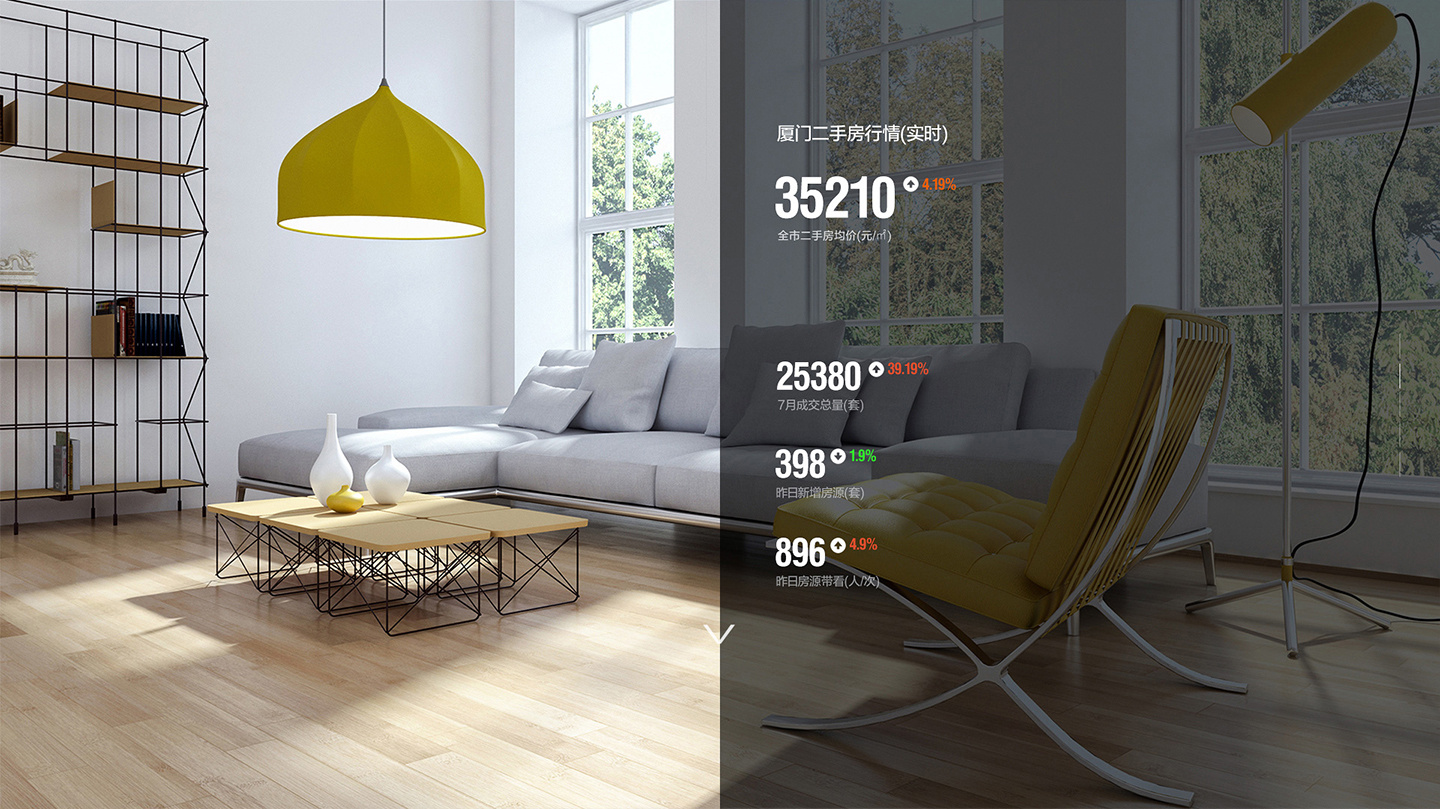 厦门二手房行情(实时)
35210 4.19%
全市二手房均价(元/㎡)
25380 39.19%
7月成交总量(套)
398 1.9%
昨日新增房源(套)
896 4.9%
昨日房源带看(人/次)